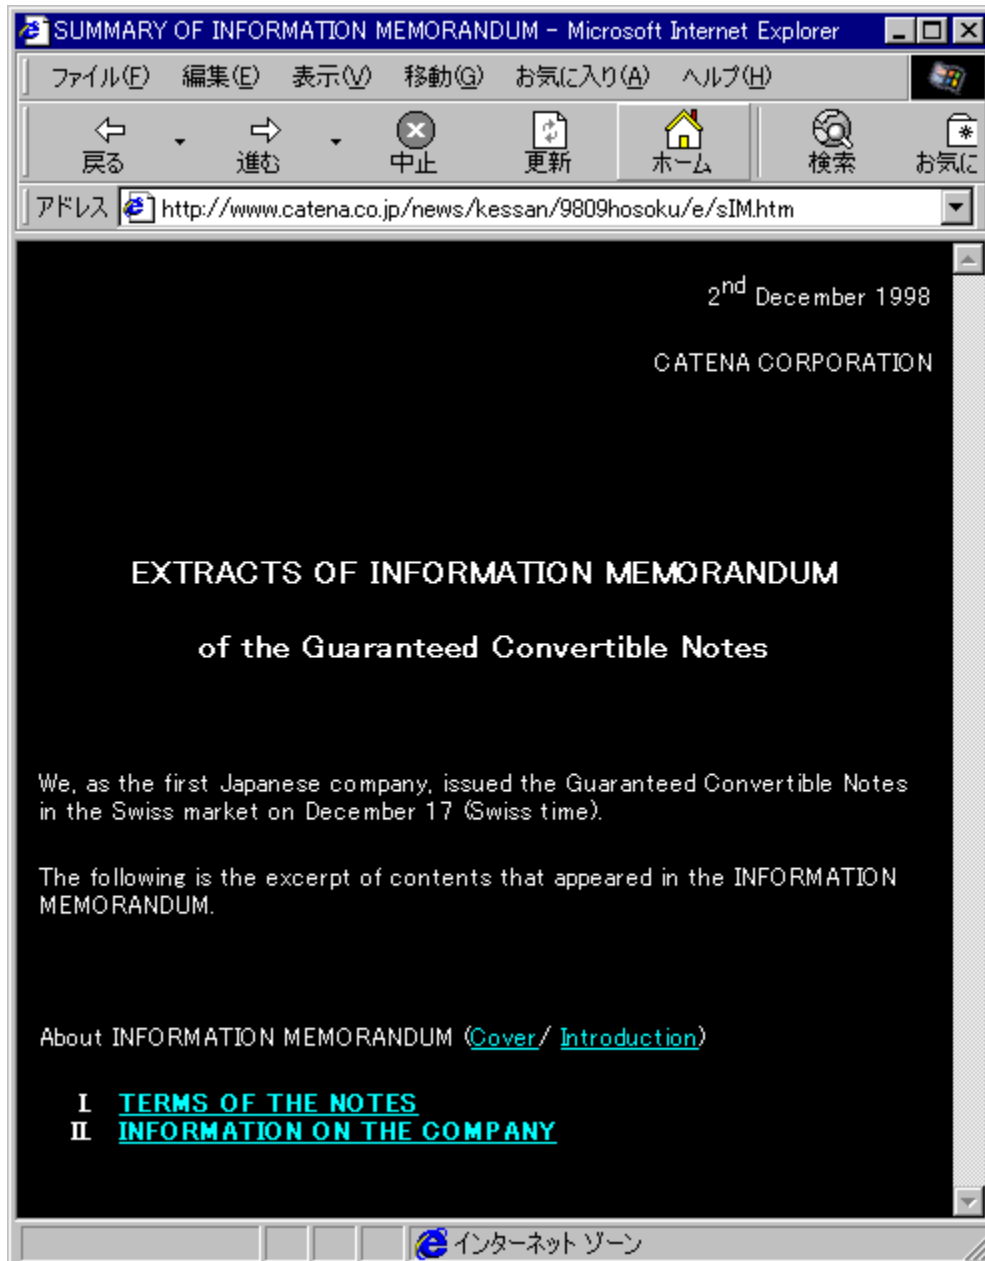 SUMMARY OF INFORMATION MEMORANDUM - Microsoft Internet Explorer
ファイル(F) 編集(E) 表示(V) 移動(G) お気に入り(A) ヘルプ(H)
戻る 進む 中止 更新 ホーム 検索 お気に
アドレス http://www.catena.co.jp/news/kessan/9809hosoku/e/sIM.htm
2nd December 1998
CATENA CORPORATION
EXTRACTS OF INFORMATION MEMORANDUM
of the Guaranteed Convertible Notes
We, as the first Japanese company, issued the Guaranteed Convertible Notes
in the Swiss market on December 17 (Swiss time).
The following is the excerpt of contents that appeared in the INFORMATION
MEMORANDUM.
About INFORMATION MEMORANDUM (Cover/ Introduction)
I. TERMS OF THE NOTES
II. INFORMATION ON THE COMPANY
インターネット ゾーン